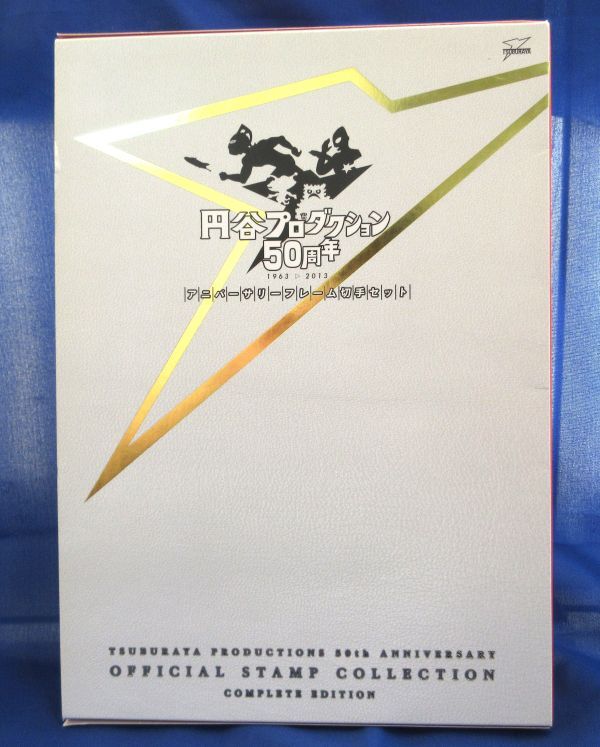 TSUBURAYA
円谷プロダクション
50周年
1963 ▷ 2013
アニバーサリーフレーム切手セット
TSUBURAYA PRODUCTIONS 50th ANNIVERSARY
OFFICIAL STAMP COLLECTION
COMPLETE EDITION